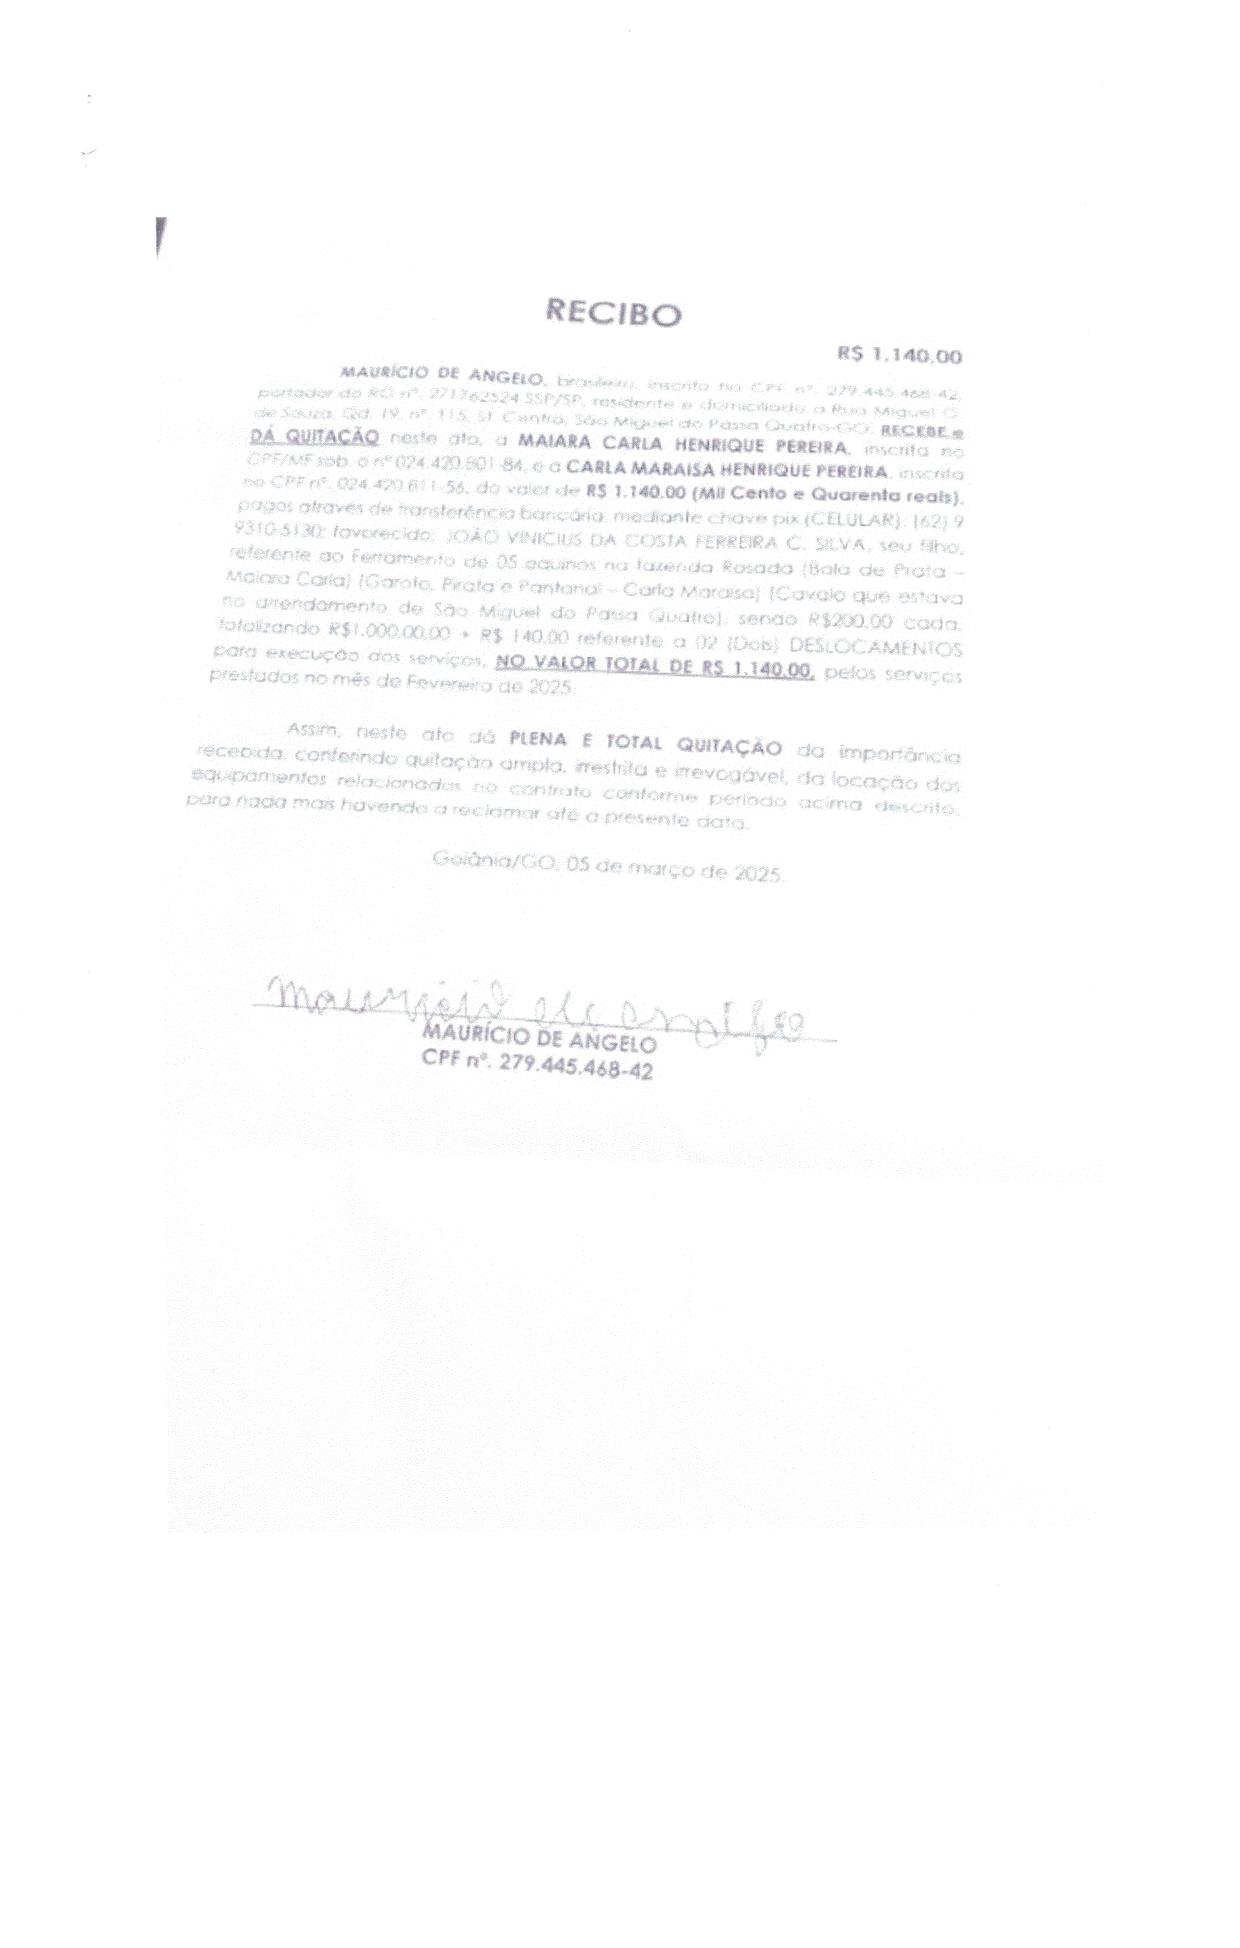 RECIBO
R$ 1.140,00
MAURÍCIO DE ANGELO, brasileiro, inscrito no CPF nº. 279.445.468-42,
portador do RG nº. 271762524 SSP/SP, residente e domiciliado a Rua Miguel G.
de Souza, Qd. 19, nº. 115, St. Centro, São Miguel do Passa Quatro-GO, RECEBE e
DÁ QUITAÇÃO neste ato, a MAIARA CARLA HENRIQUE PEREIRA, inscrita no
CPF/MF sob. o nº 024.420.801-84, e a CARLA MARAISA HENRIQUE PEREIRA, inscrita
no CPF nº. 024.420.811-56, do valor de R$ 1.140,00 (Mil Cento e Quarenta reais),
pagos através de transferência bancária, mediante chave pix (CELULAR): (62) 9
9310-5130; favorecido: JOÃO VINICIUS DA COSTA FERREIRA C. SILVA, seu filho,
referente ao Ferramento de 05 equinos na fazenda Rosada (Bala de Prata –
Maiara Carla) (Garoto, Pirata e Pantanal – Carla Maraisa) (Cavalo que estava
no arrendamento de São Miguel do Passa Quatro), sendo R$200,00 cada,
totalizando R$1.000,00,00 + R$ 140,00 referente a 02 (Dois) DESLOCAMENTOS
para execução dos serviços, NO VALOR TOTAL DE R$ 1.140,00, pelos serviços
prestados no mês de Fevereiro de 2025.
Assim, neste ato dá PLENA E TOTAL QUITAÇÃO da importância
recebida, conferindo quitação ampla, irrestrita e irrevogável, da locação dos
equipamentos relacionados no contrato conforme período acima descrito,
para nada mais havendo a reclamar até a presente data.
Goiânia/GO, 05 de março de 2025.
Mauricio de Angelo
MAURÍCIO DE ANGELO
CPF nº. 279.445.468-42